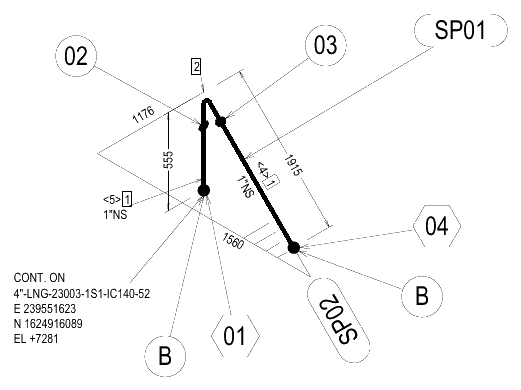 SP01
03
02
2
1176
555
1915
<4> 1
1"NS
<5> 1
1"NS
1560
04
CONT. ON
4"-LNG-23003-1S1-IC140-52
E 239551623
N 1624916089
EL +7281
B
01
B
SP02